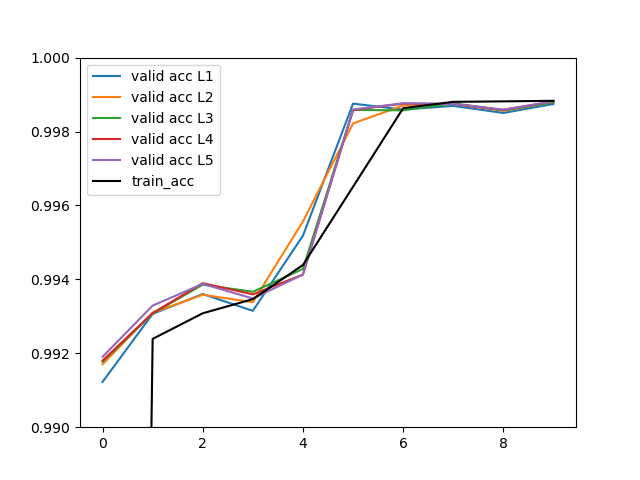 1.000
0.998
0.996
0.994
0.992
0.990
0
2
4
6
8
valid acc L1
valid acc L2
valid acc L3
valid acc L4
valid acc L5
train_acc